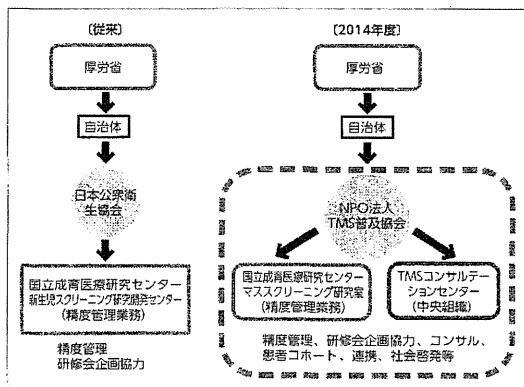 〔従来〕
厚労省
自治体
日本公衆衛
生協会
国立成育医療研究センター
新生児スクリーニング研究開発センター
(精度管理業務)
精度管理
研修会企画協力
〔2014年度〕
厚労省
自治体
NPO法人
TMS普及協会
国立成育医療研究センター
マススクリーニング研究室
(精度管理業務)
TMSコンサルテ
ーションセンター
(中央組織)
精度管理、研修会企画協力、コンサル、
患者コホート、連携、社会啓発等